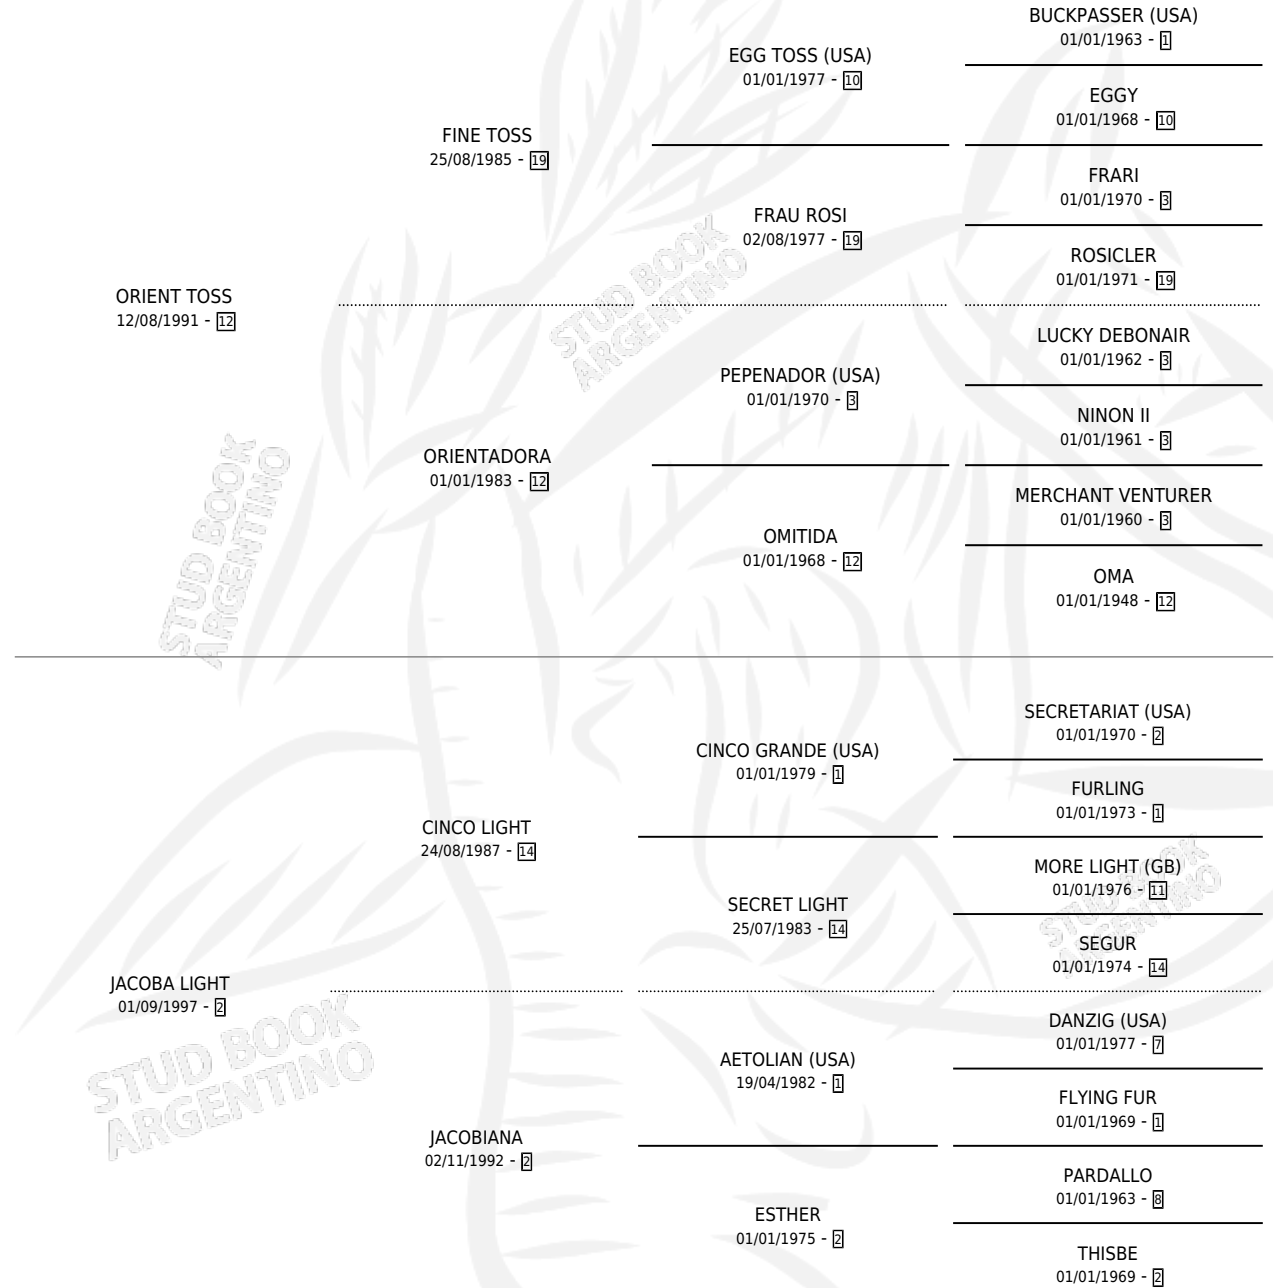 BUCKPASSER (USA)
01/01/1963 - 1
EGG TOSS (USA)
01/01/1977 - 10
EGGY
01/01/1968 - 10
FINE TOSS
25/08/1985 - 19
FRARI
01/01/1970 - 3
FRAU ROSI
02/08/1977 - 19
ROSICLER
01/01/1971 - 19
ORIENT TOSS
12/08/1991 - 12
LUCKY DEBONAIR
01/01/1962 - 3
PEPENADOR (USA)
01/01/1970 - 3
NINON II
01/01/1961 - 3
ORIENTADORA
01/01/1983 - 12
MERCHANT VENTURER
01/01/1960 - 3
OMITIDA
01/01/1968 - 12
OMA
01/01/1948 - 12
SECRETARIAT (USA)
01/01/1970 - 2
CINCO GRANDE (USA)
01/01/1979 - 1
FURLING
01/01/1973 - 1
CINCO LIGHT
24/08/1987 - 14
MORE LIGHT (GB)
01/01/1976 - 11
SECRET LIGHT
25/07/1983 - 14
SEGUR
01/01/1974 - 14
JACOBA LIGHT
01/09/1997 - 2
DANZIG (USA)
01/01/1977 - 7
AETOLIAN (USA)
19/04/1982 - 1
FLYING FUR
01/01/1969 - 1
JACOBIANA
02/11/1992 - 2
PARDALLO
01/01/1963 - 8
ESTHER
01/01/1975 - 2
THISBE
01/01/1969 - 2
STUD BOOK
ARGENTINO
STUD BOOK
ARGENTINO
STUD BOOK
ARGENTINO
STUD BOOK
ARGENTINO